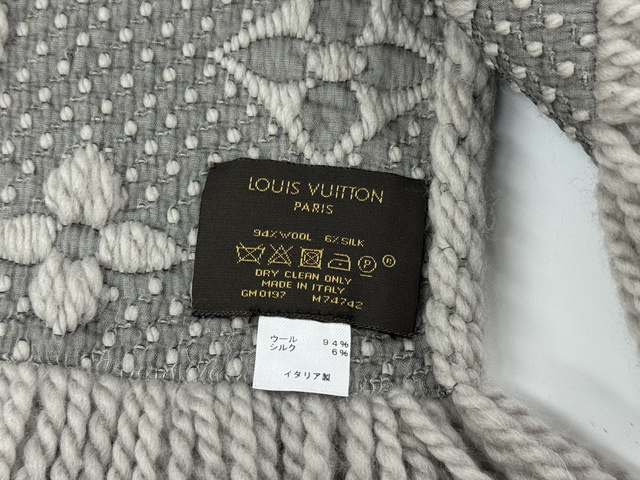 LOUIS VUITTON
PARIS
94% WOOL 6% SILK
P R
DRY CLEAN ONLY
MADE IN ITALY
GM0197 M74742
ウール 94%
シルク 6%
イタリア製